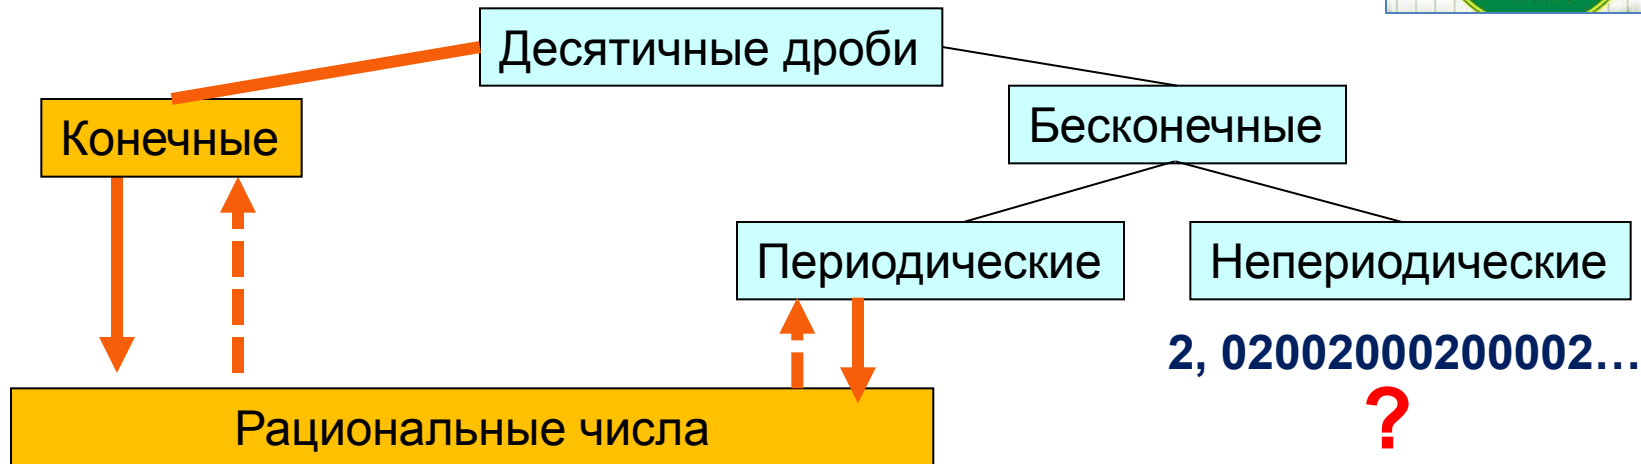 Десятичные дроби
Конечные
Бесконечные
Периодические
Непериодические
2, 02002000200002...
?
Рациональные числа